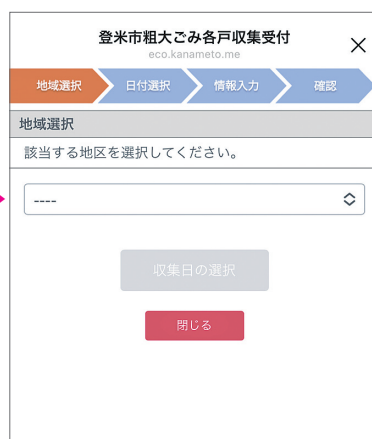 登米市粗大ごみ各戸収集受付
eco.kanameto.me
地域選択 日付選択 情報入力 確認
地域選択
該当する地区を選択してください。
----
収集日の選択
閉じる